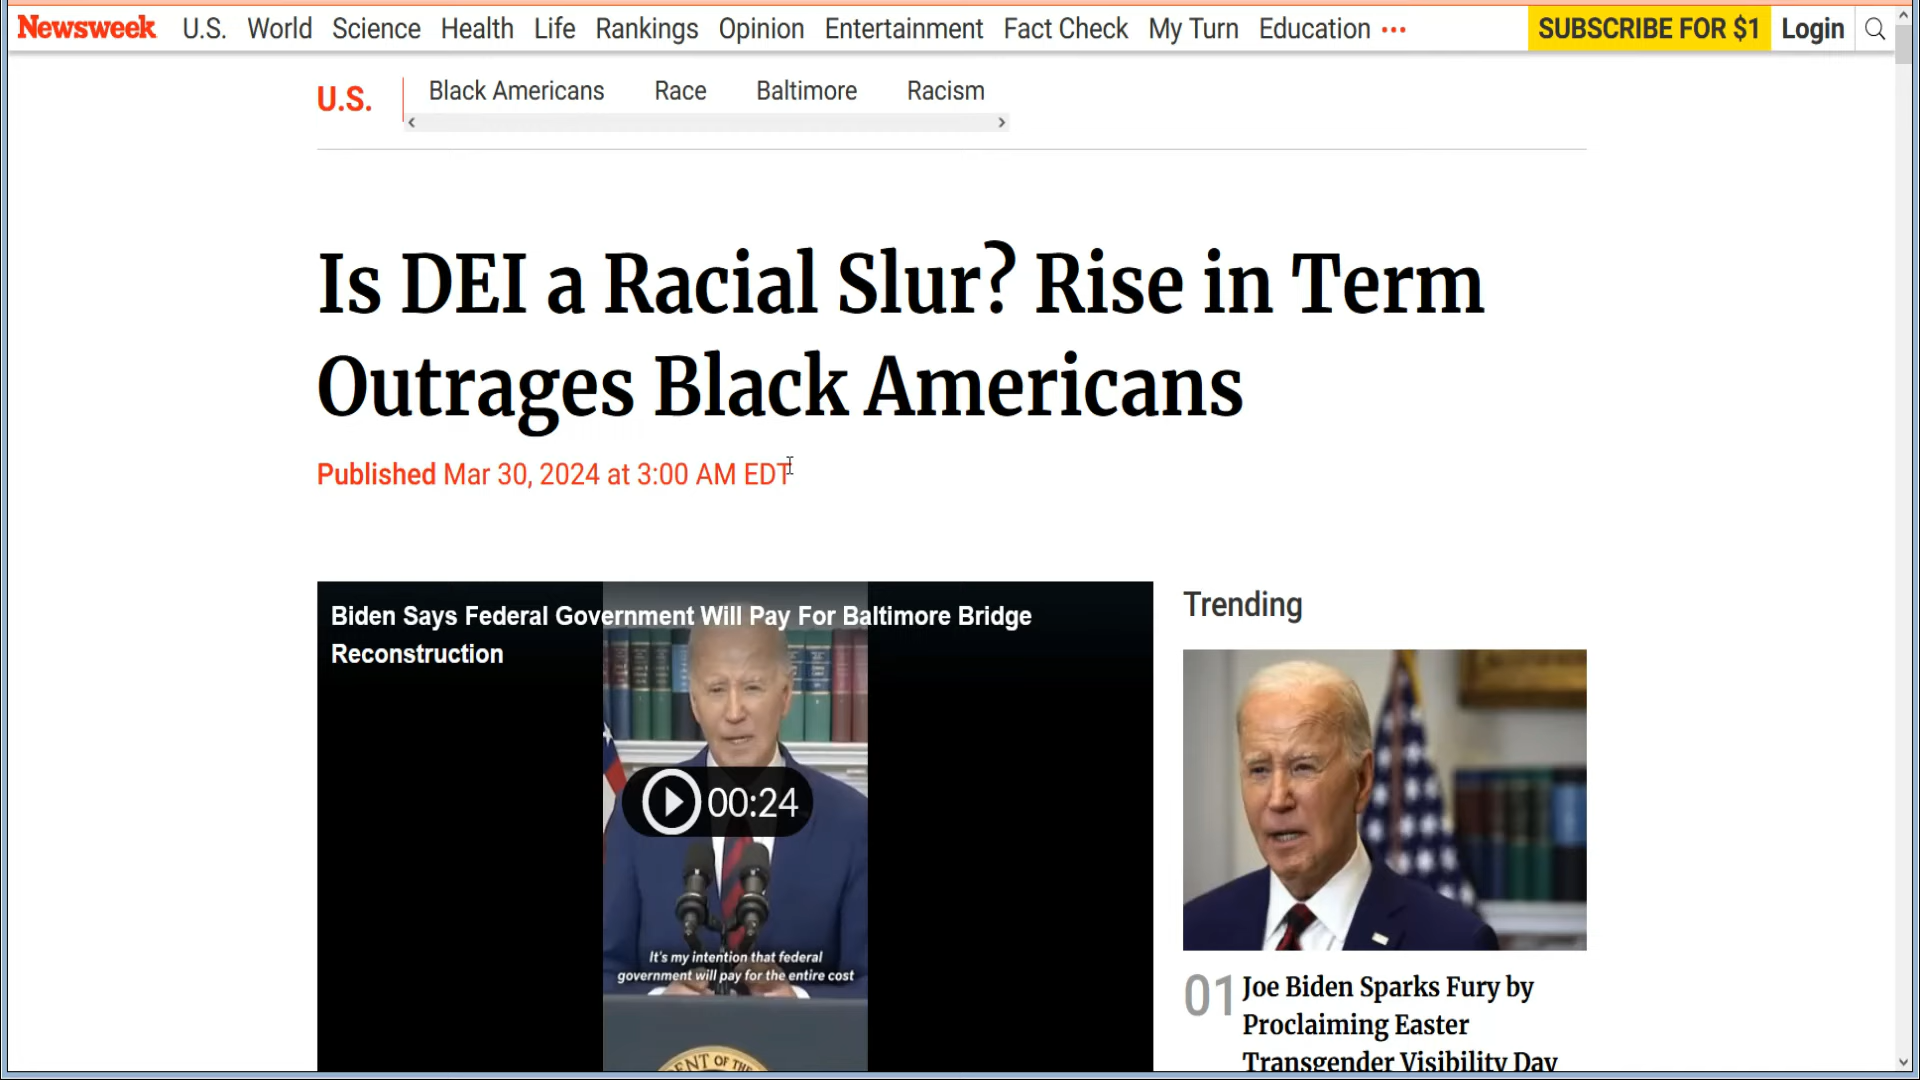 Newsweek U.S. World Science Health Life Rankings Opinion Entertainment Fact Check My Turn Education ••• SUBSCRIBE FOR $1 Login
U.S. Black Americans Race Baltimore Racism
Is DEI a Racial Slur? Rise in Term
Outrages Black Americans
Published Mar 30, 2024 at 3:00 AM EDT
Biden Says Federal Government Will Pay For Baltimore Bridge
Reconstruction
00:24
It's my intention that federal
government will pay for the entire cost
NT OF THE
Trending
01 Joe Biden Sparks Fury by
Proclaiming Easter
Transgender Visibility Day